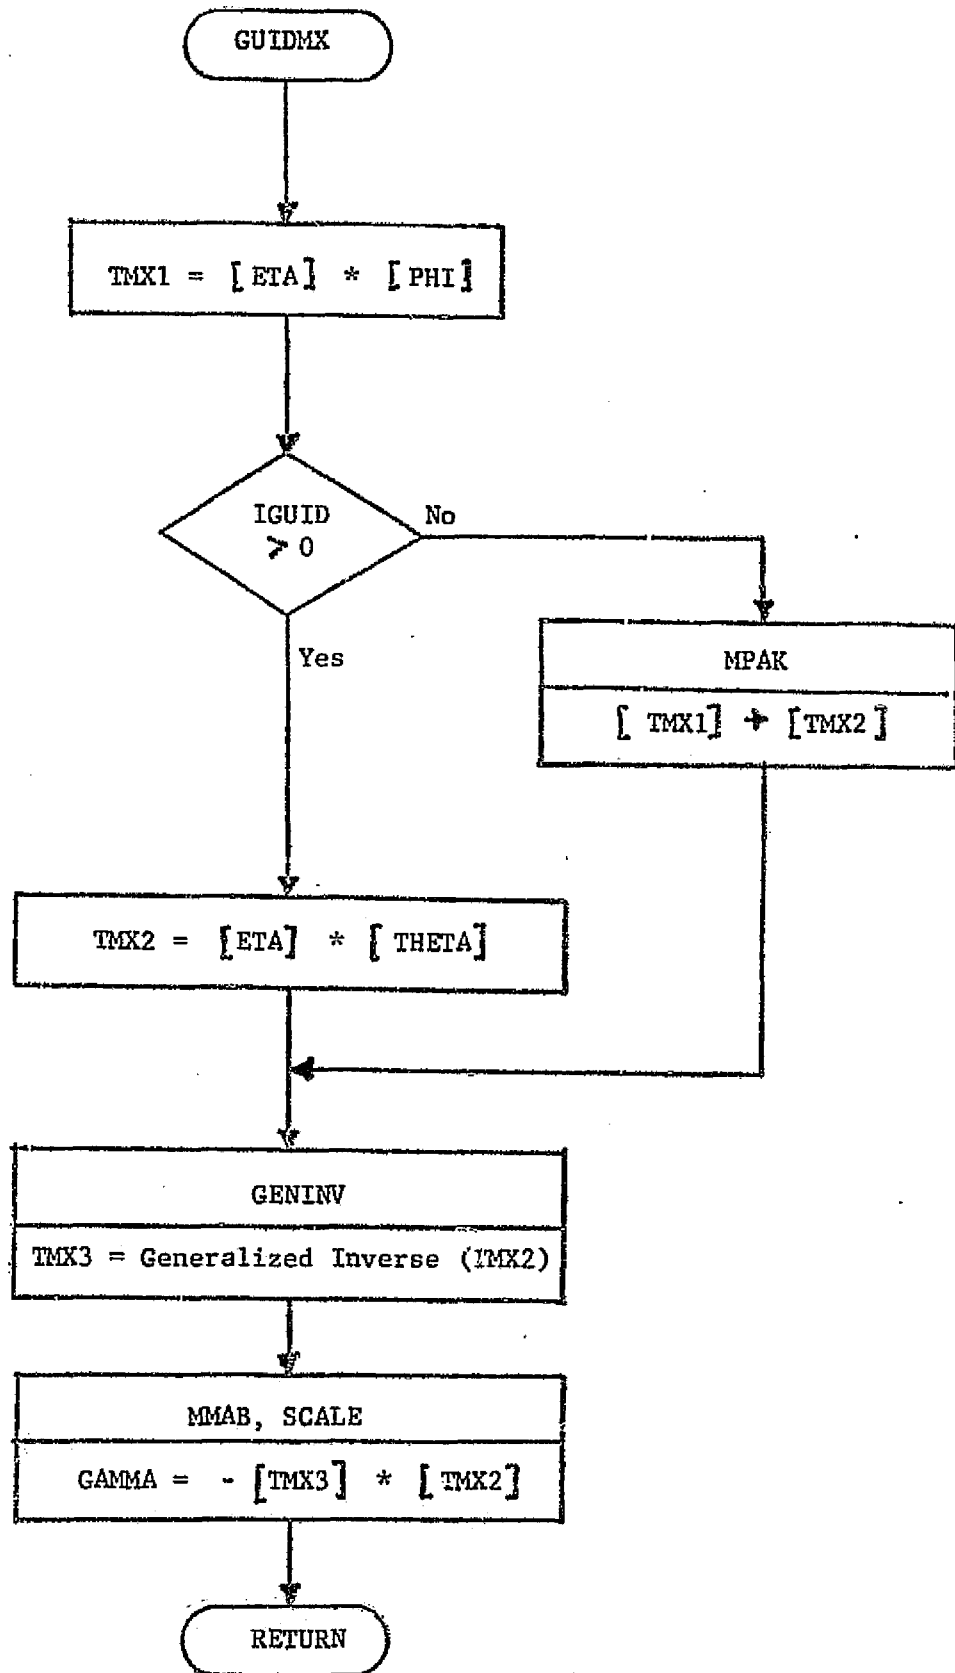 GUIDMX
TMX1 = [ETA] * [PHI]
IGUID
> 0
No
Yes
MPAK
[TMX1] → [TMX2]
TMX2 = [ETA] * [THETA]
GENINV
TMX3 = Generalized Inverse (TMX2)
MMAB, SCALE
GAMMA = - [TMX3] * [TMX2]
RETURN